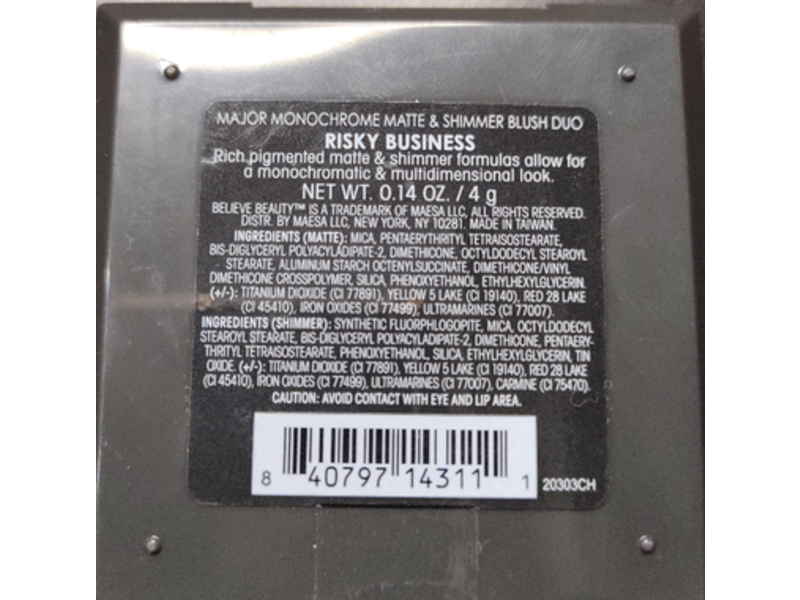 MAJOR MONOCHROME MATTE & SHIMMER BLUSH DUO
RISKY BUSINESS
Rich pigmented matte & shimmer formulas allow for
a monochromatic & multidimensional look.
NET WT. 0.14 OZ. / 4 g
BELIEVE BEAUTY™ IS A TRADEMARK OF MAESA LLC, ALL RIGHTS RESERVED.
DISTR. BY MAESA LLC, NEW YORK, NY 10281. MADE IN TAIWAN.
INGREDIENTS (MATTE): MICA, PENTAERYTHRITYL TETRAISOSTEARATE,
BIS-DIGLYCERYL POLYACYLADIPATE-2, DIMETHICONE, OCTYLDODECYL STEAROYL
STEARATE, ALUMINUM STARCH OCTENYLSUCCINATE, DIMETHICONE/VINYL
DIMETHICONE CROSSPOLYMER, SILICA, PHENOXYETHANOL, ETHYLHEXYLGLYCERIN.
(+/-): TITANIUM DIOXIDE (CI 77891), YELLOW 5 LAKE (CI 19140), RED 28 LAKE
(CI 45410), IRON OXIDES (CI 77499), ULTRAMARINES (CI 77007).
INGREDIENTS (SHIMMER): SYNTHETIC FLUORPHLOGOPITE, MICA, OCTYLDODECYL
STEAROYL STEARATE, BIS-DIGLYCERYL POLYACYLADIPATE-2, DIMETHICONE, PENTAERY-
THRITYL TETRAISOSTEARATE, PHENOXYETHANOL, SILICA, ETHYLHEXYLGLYCERIN, TIN
OXIDE. (+/-): TITANIUM DIOXIDE (CI 77891), YELLOW 5 LAKE (CI 19140), RED 28 LAKE
(CI 45410), IRON OXIDES (CI 77499), ULTRAMARINES (CI 77007), CARMINE (CI 75470).
CAUTION: AVOID CONTACT WITH EYE AND LIP AREA.
8 40797 14311 1 20303CH